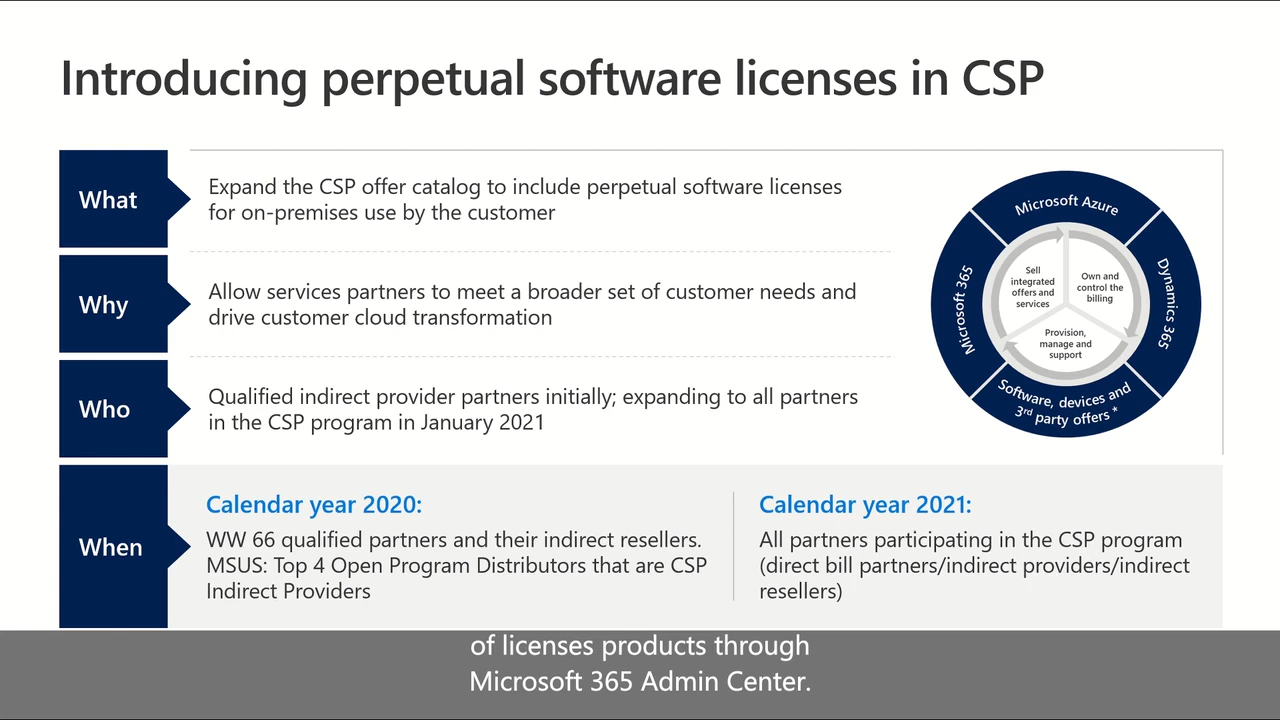 Introducing perpetual software licenses in CSP
What
Expand the CSP offer catalog to include perpetual software licenses
for on-premises use by the customer
Why
Allow services partners to meet a broader set of customer needs and
drive customer cloud transformation
Who
Qualified indirect provider partners initially; expanding to all partners
in the CSP program in January 2021
Microsoft Azure
Dynamics 365
Software, devices and
3rd party offers *
Microsoft 365
Sell
integrated
offers and
services
Own and
control the
billing
Provision,
manage and
support
When
Calendar year 2020:
WW 66 qualified partners and their indirect resellers.
MSUS: Top 4 Open Program Distributors that are CSP
Indirect Providers
Calendar year 2021:
All partners participating in the CSP program
(direct bill partners/indirect providers/indirect
resellers)
of licenses products through
Microsoft 365 Admin Center.